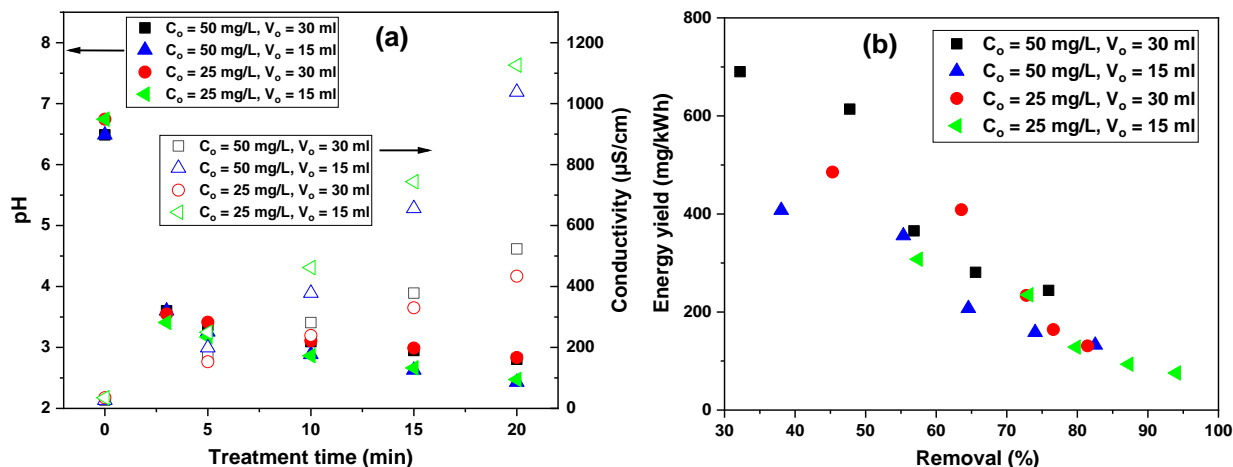 (a)
C₀ = 50 mg/L, V₀ = 30 ml
C₀ = 50 mg/L, V₀ = 15 ml
C₀ = 25 mg/L, V₀ = 30 ml
C₀ = 25 mg/L, V₀ = 15 ml
C₀ = 50 mg/L, V₀ = 30 ml
C₀ = 50 mg/L, V₀ = 15 ml
C₀ = 25 mg/L, V₀ = 30 ml
C₀ = 25 mg/L, V₀ = 15 ml
8
7
6
5
4
3
2
pH
0
5
10
15
20
Treatment time (min)
1200
1000
800
600
400
200
0
Conductivity (µS/cm)
(b)
C₀ = 50 mg/L, V₀ = 30 ml
C₀ = 50 mg/L, V₀ = 15 ml
C₀ = 25 mg/L, V₀ = 30 ml
C₀ = 25 mg/L, V₀ = 15 ml
800
600
400
200
0
Energy yield (mg/kWh)
30
40
50
60
70
80
90
100
Removal (%)